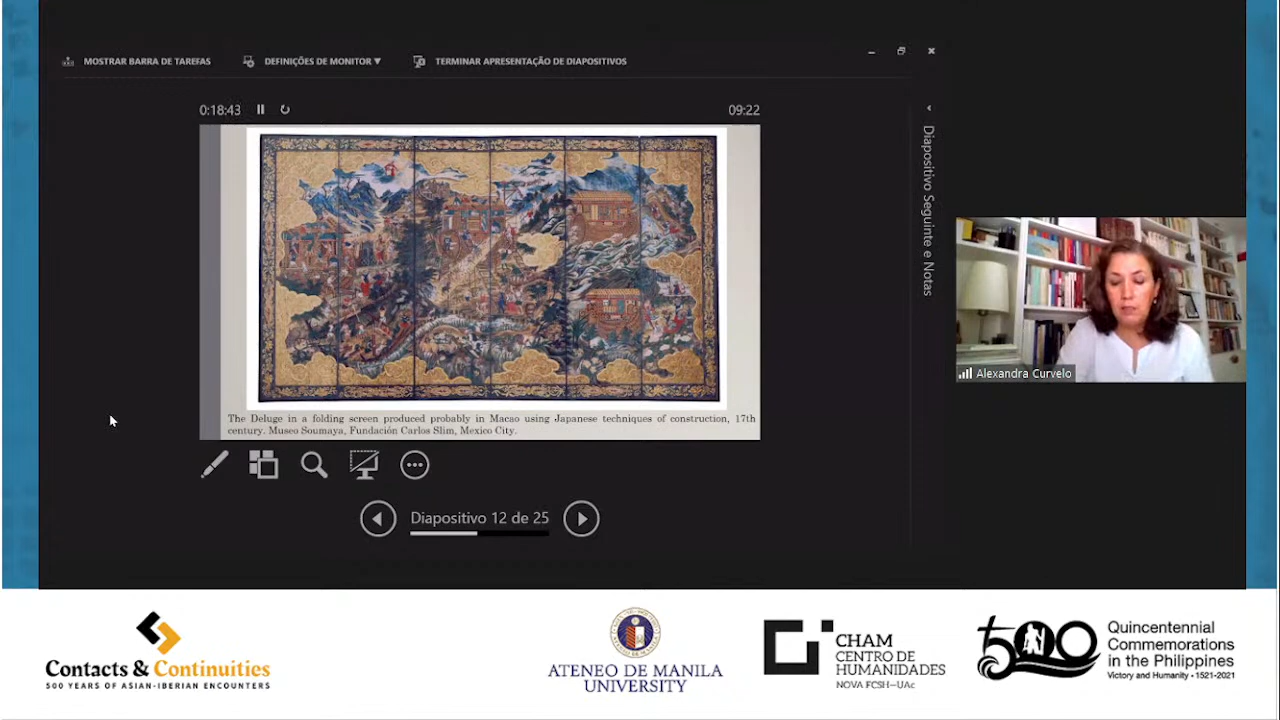 MOSTRAR BARRA DE TAREFAS DEFINIÇÕES DE MONITOR ▼ TERMINAR APRESENTAÇÃO DE DIAPOSITIVOS
0:18:43 09:22
Diapositivo Seguinte e Notas
The Deluge in a folding screen produced probably in Macao using Japanese techniques of construction, 17th
century. Museo Soumaya, Fundación Carlos Slim, Mexico City.
Alexandra Curvelo
Diapositivo 12 de 25
Contacts & Continuities
500 YEARS OF ASIAN-IBERIAN ENCOUNTERS
ATENEO DE MANILA
UNIVERSITY
CHAM
CENTRO DE
HUMANIDADES
NOVA FCSH—UAc
500
Quincentennial
Commemorations
in the Philippines
Victory and Humanity • 1521-2021